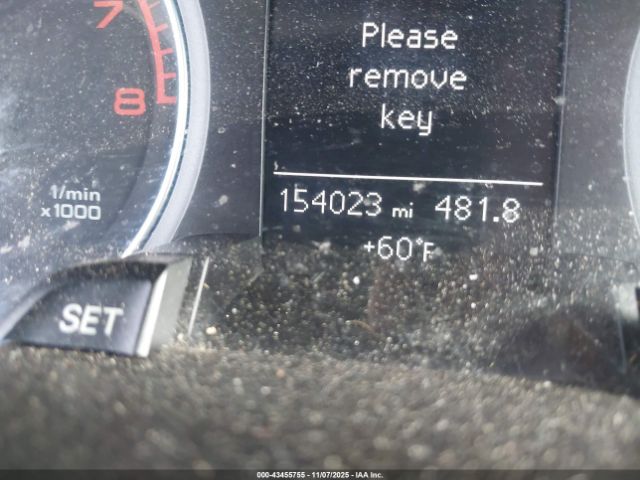 7
8
1/min
x1000
Please
remove
key
154023 mi 481.8
+60°F
SET
000-43455755 - 11/07/2025 - IAA Inc.